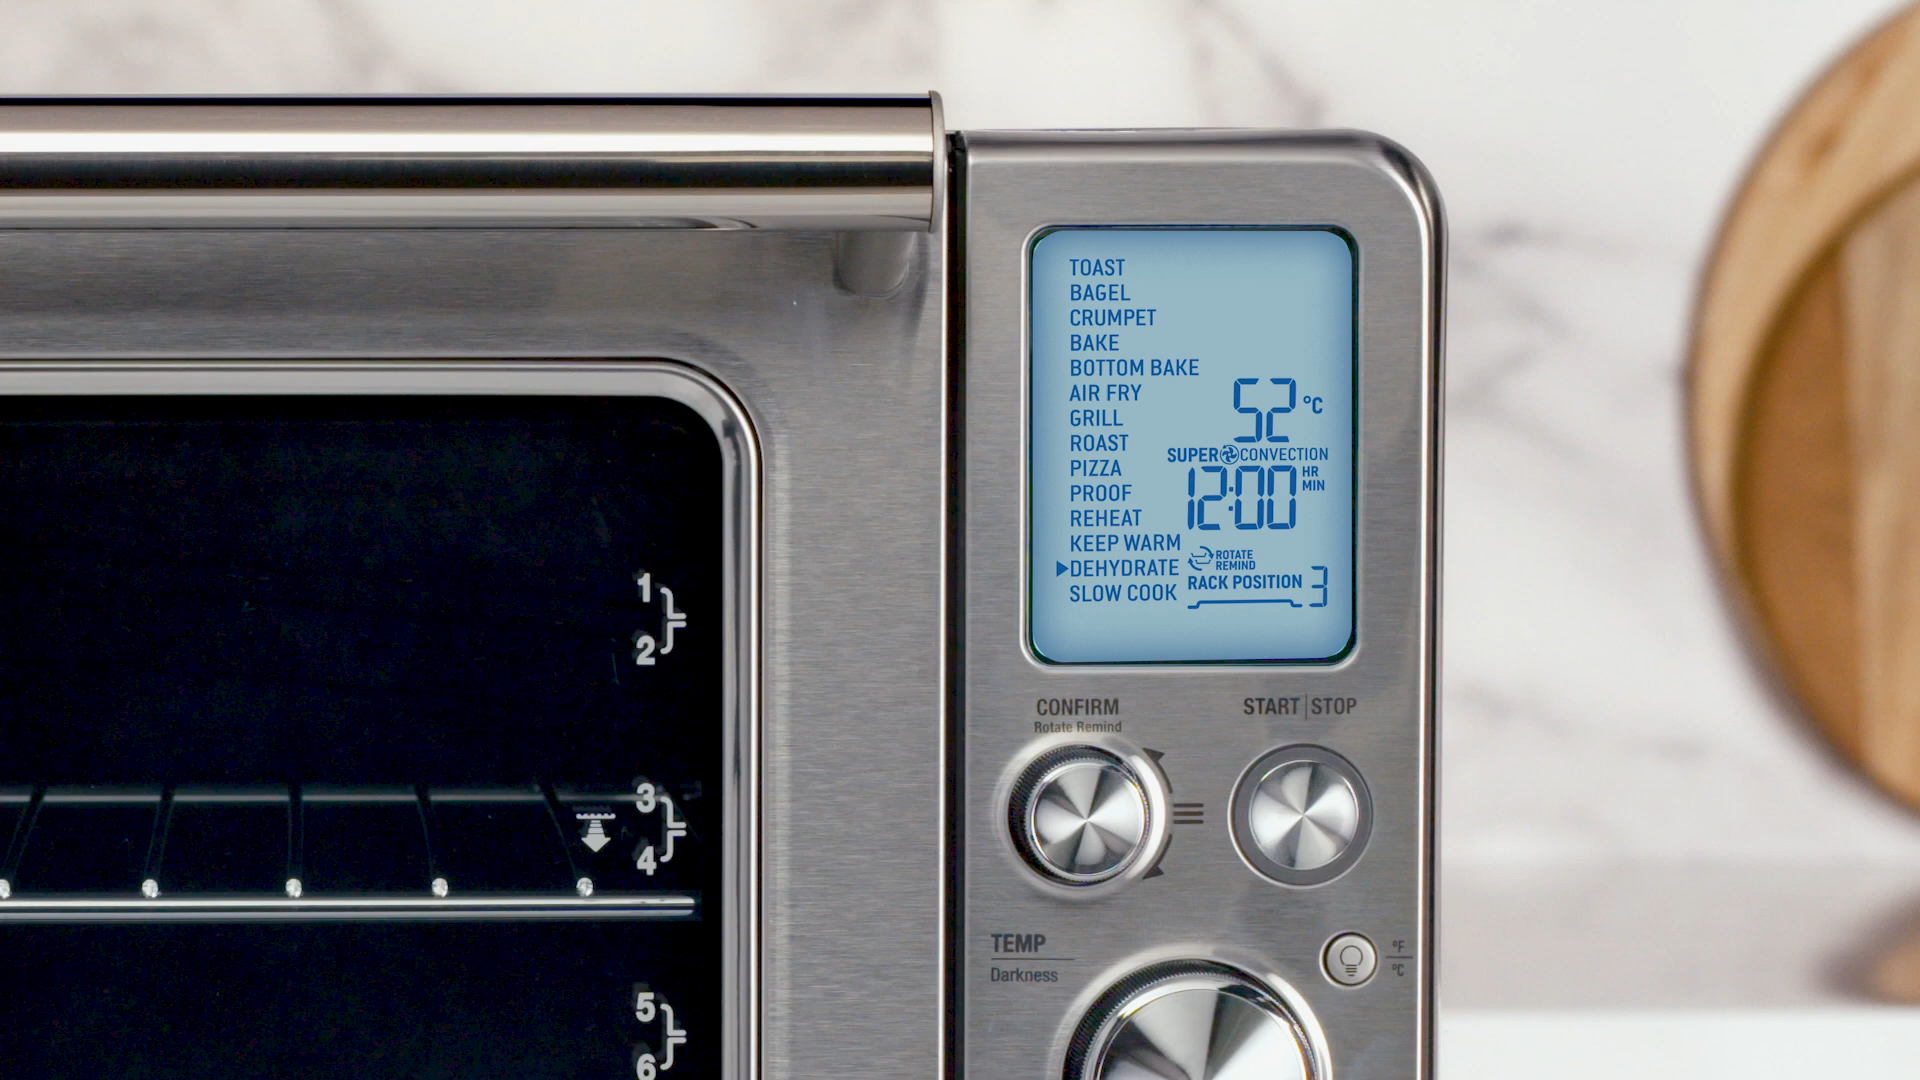 TOAST
BAGEL
CRUMPET
BAKE
BOTTOM BAKE
AIR FRY
GRILL
ROAST
PIZZA
PROOF
REHEAT
KEEP WARM
▶DEHYDRATE
SLOW COOK
52 °C
SUPER CONVECTION
12:00 HR MIN
ROTATE
REMIND
RACK POSITION 3
CONFIRM
Rotate Remind
START|STOP
TEMP
Darkness
°F
°C
1
2
3
4
5
6